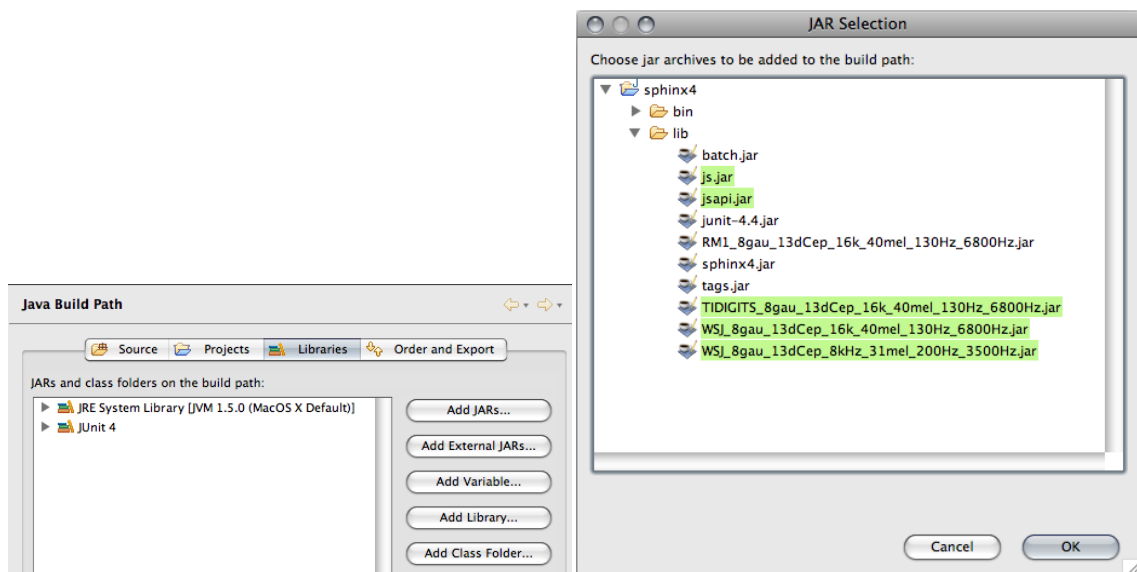 JAR Selection
Choose jar archives to be added to the build path:
sphinx4
bin
lib
batch.jar
js.jar
jsapi.jar
junit-4.4.jar
RM1_8gau_13dCep_16k_40mel_130Hz_6800Hz.jar
sphinx4.jar
tags.jar
TIDIGITS_8gau_13dCep_16k_40mel_130Hz_6800Hz.jar
WSJ_8gau_13dCep_16k_40mel_130Hz_6800Hz.jar
WSJ_8gau_13dCep_8kHz_31mel_200Hz_3500Hz.jar
Cancel OK
Java Build Path
Source Projects Libraries Order and Export
JARs and class folders on the build path:
JRE System Library [JVM 1.5.0 (MacOS X Default)]
JUnit 4
Add JARs...
Add External JARs...
Add Variable...
Add Library...
Add Class Folder...